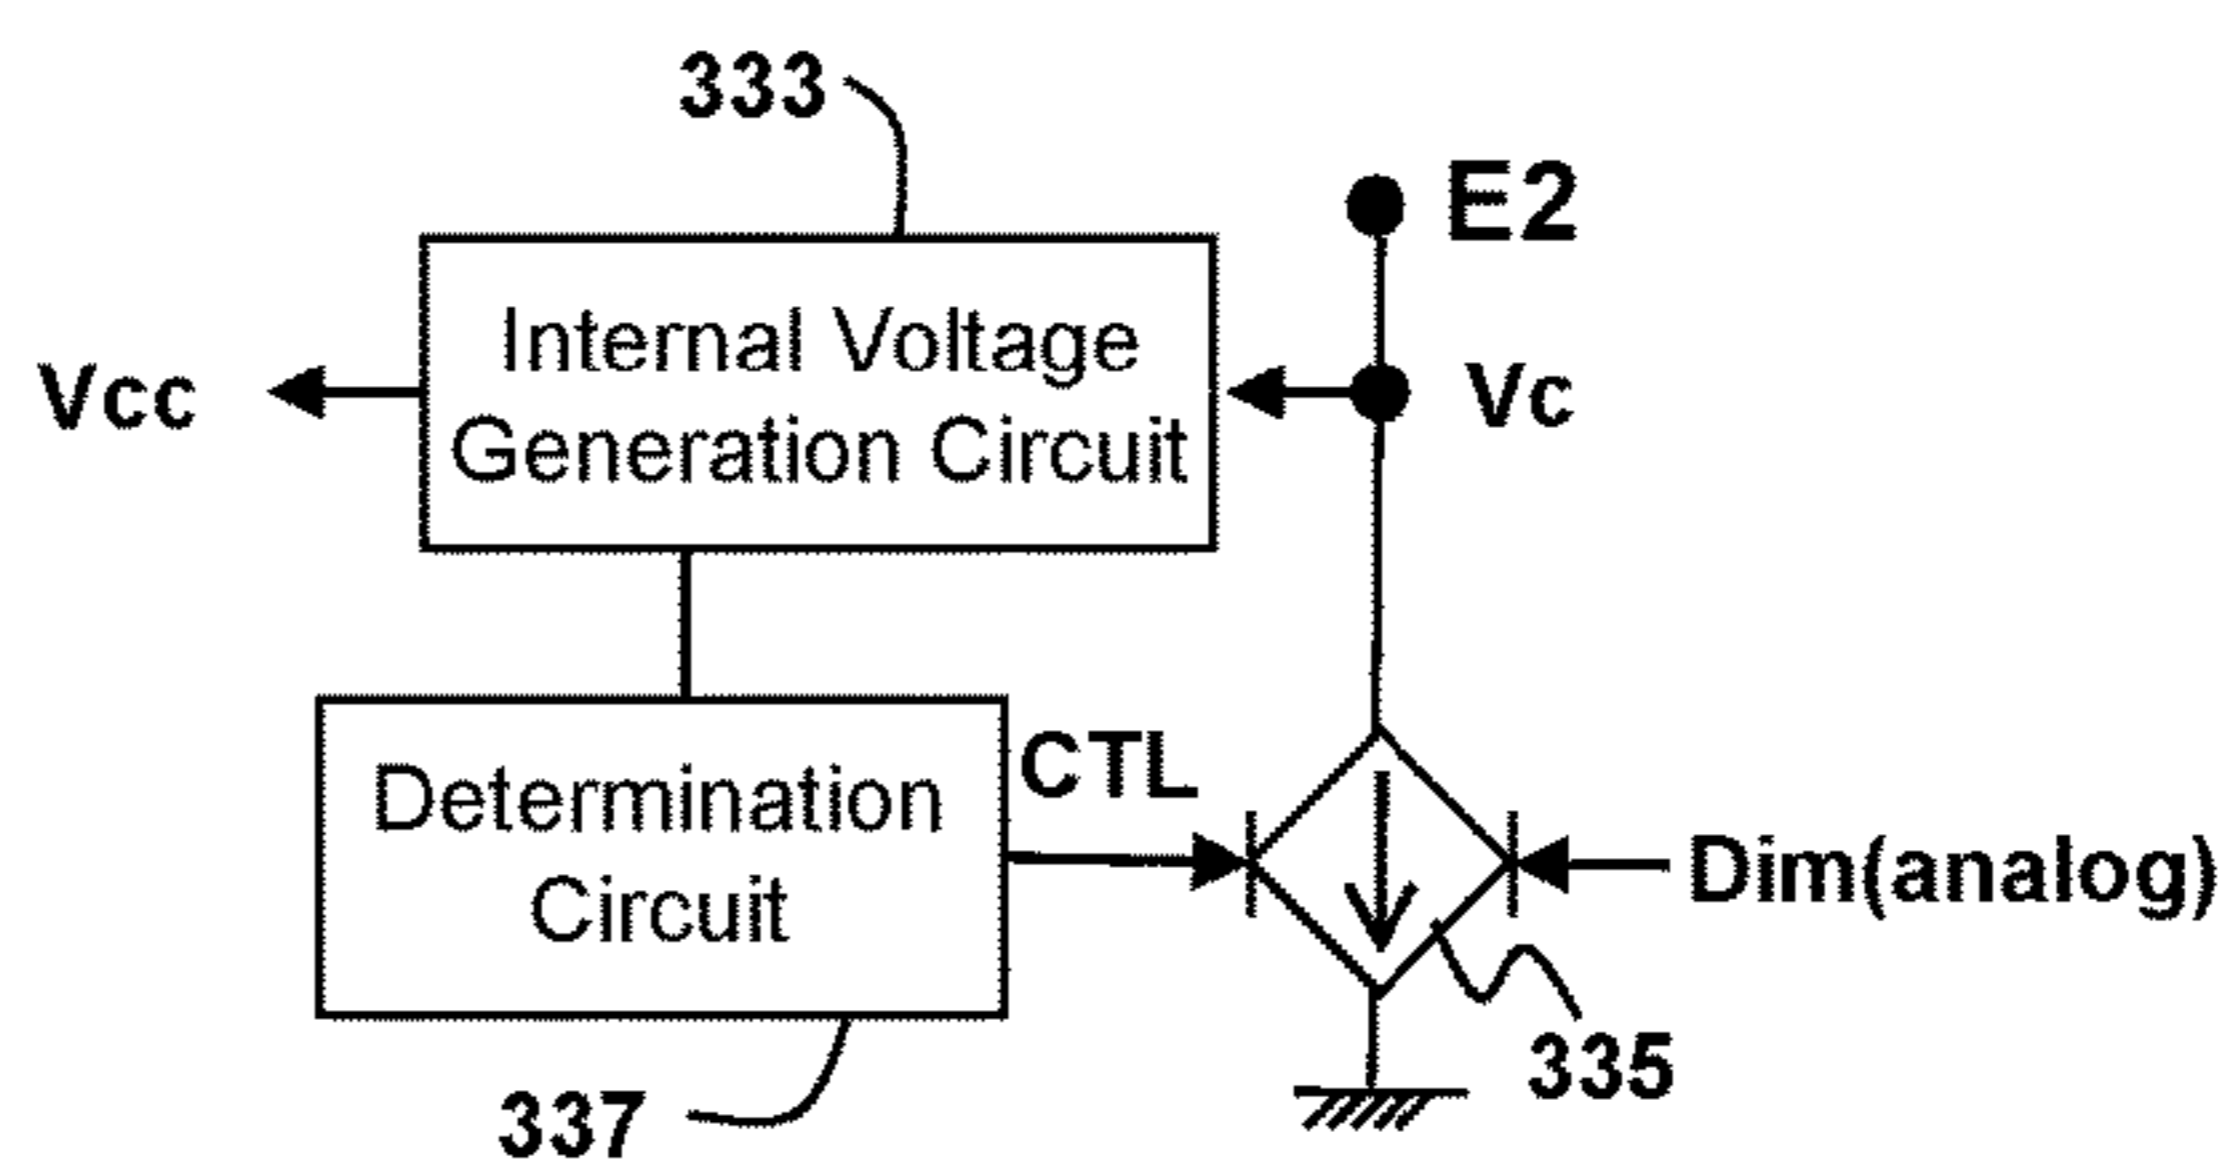 333
E2
Internal Voltage
Generation Circuit
Vcc
Vc
Determination
Circuit
CTL
Dim(analog)
335
337